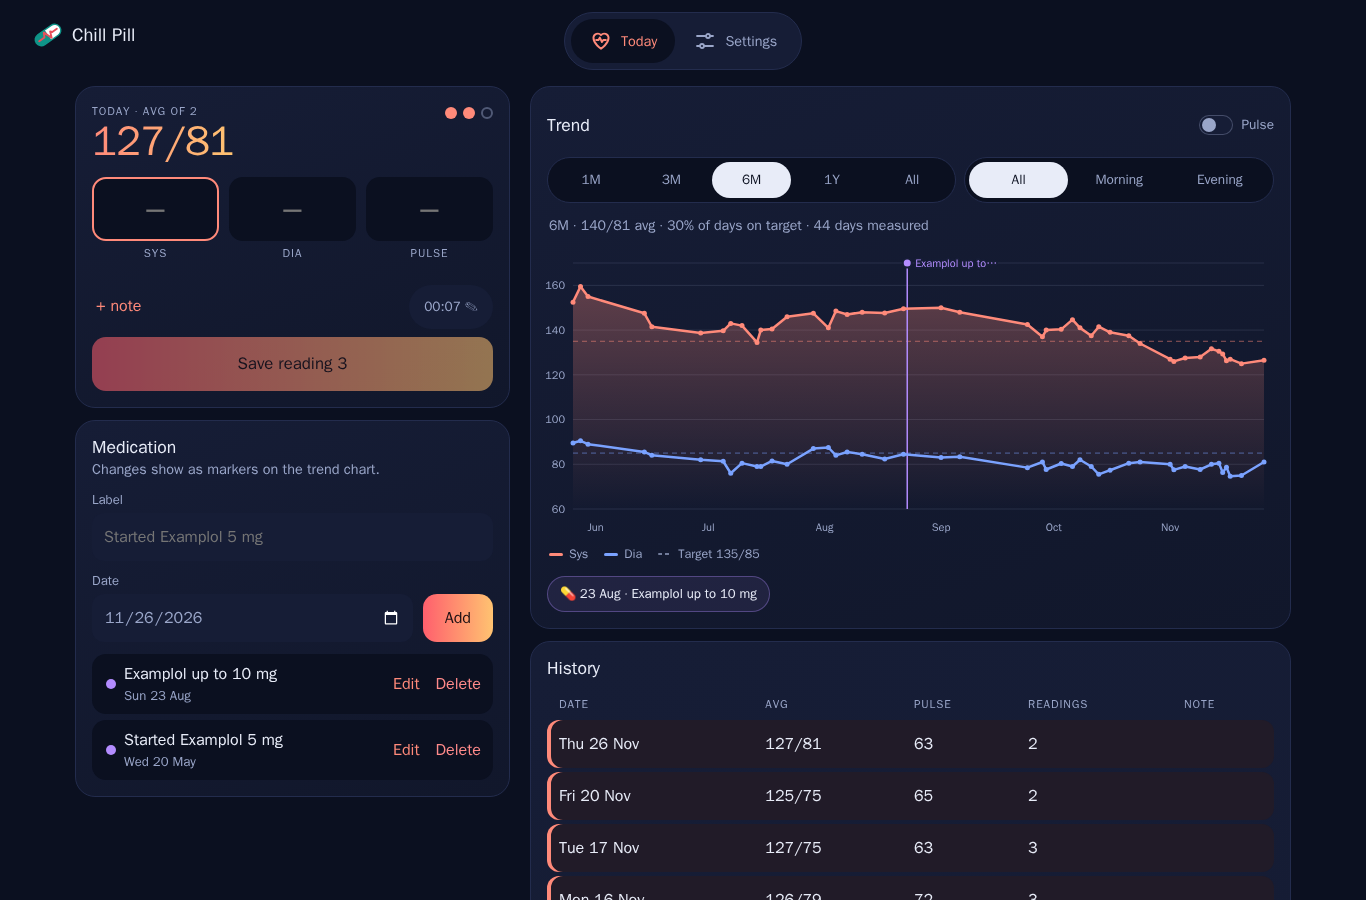 Chill Pill
Today
Settings
TODAY · AVG OF 2
127/81
—
—
—
SYS
DIA
PULSE
+ note
00:07 ✎
Save reading 3
Medication
Changes show as markers on the trend chart.
Label
Started Examplol 5 mg
Date
11/26/2026
Add
Examplol up to 10 mg
Sun 23 Aug
Edit
Delete
Started Examplol 5 mg
Wed 20 May
Edit
Delete
Trend
Pulse
1M
3M
6M
1Y
All
All
Morning
Evening
6M · 140/81 avg · 30% of days on target · 44 days measured
Examplol up to…
160
140
120
100
80
60
Jun
Jul
Aug
Sep
Oct
Nov
Sys
Dia
Target 135/85
💊 23 Aug · Examplol up to 10 mg
History
DATE AVG PULSE READINGS NOTE
Thu 26 Nov 127/81 63 2
Fri 20 Nov 125/75 65 2
Tue 17 Nov 127/75 63 3
Mon 16 Nov 126/79 72 3